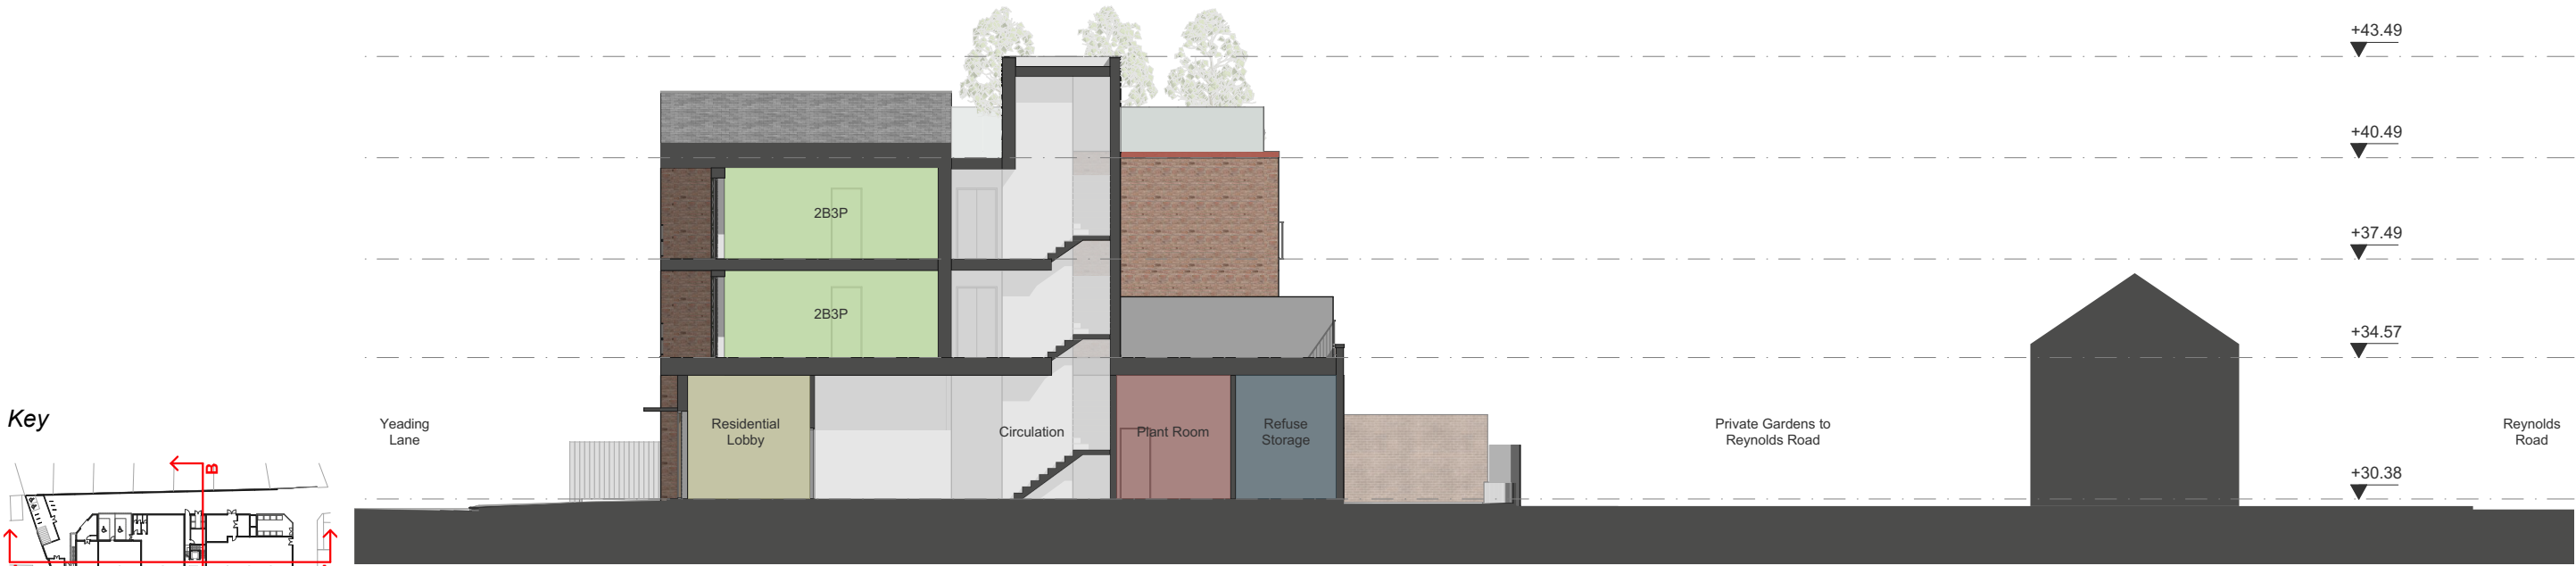 +43.49
+40.49
2B3P
+37.49
2B3P
+34.57
Key
Yeading
Lane
Residential
Lobby
Circulation
Plant Room
Refuse
Storage
Private Gardens to
Reynolds Road
Reynolds
Road
+30.38
B